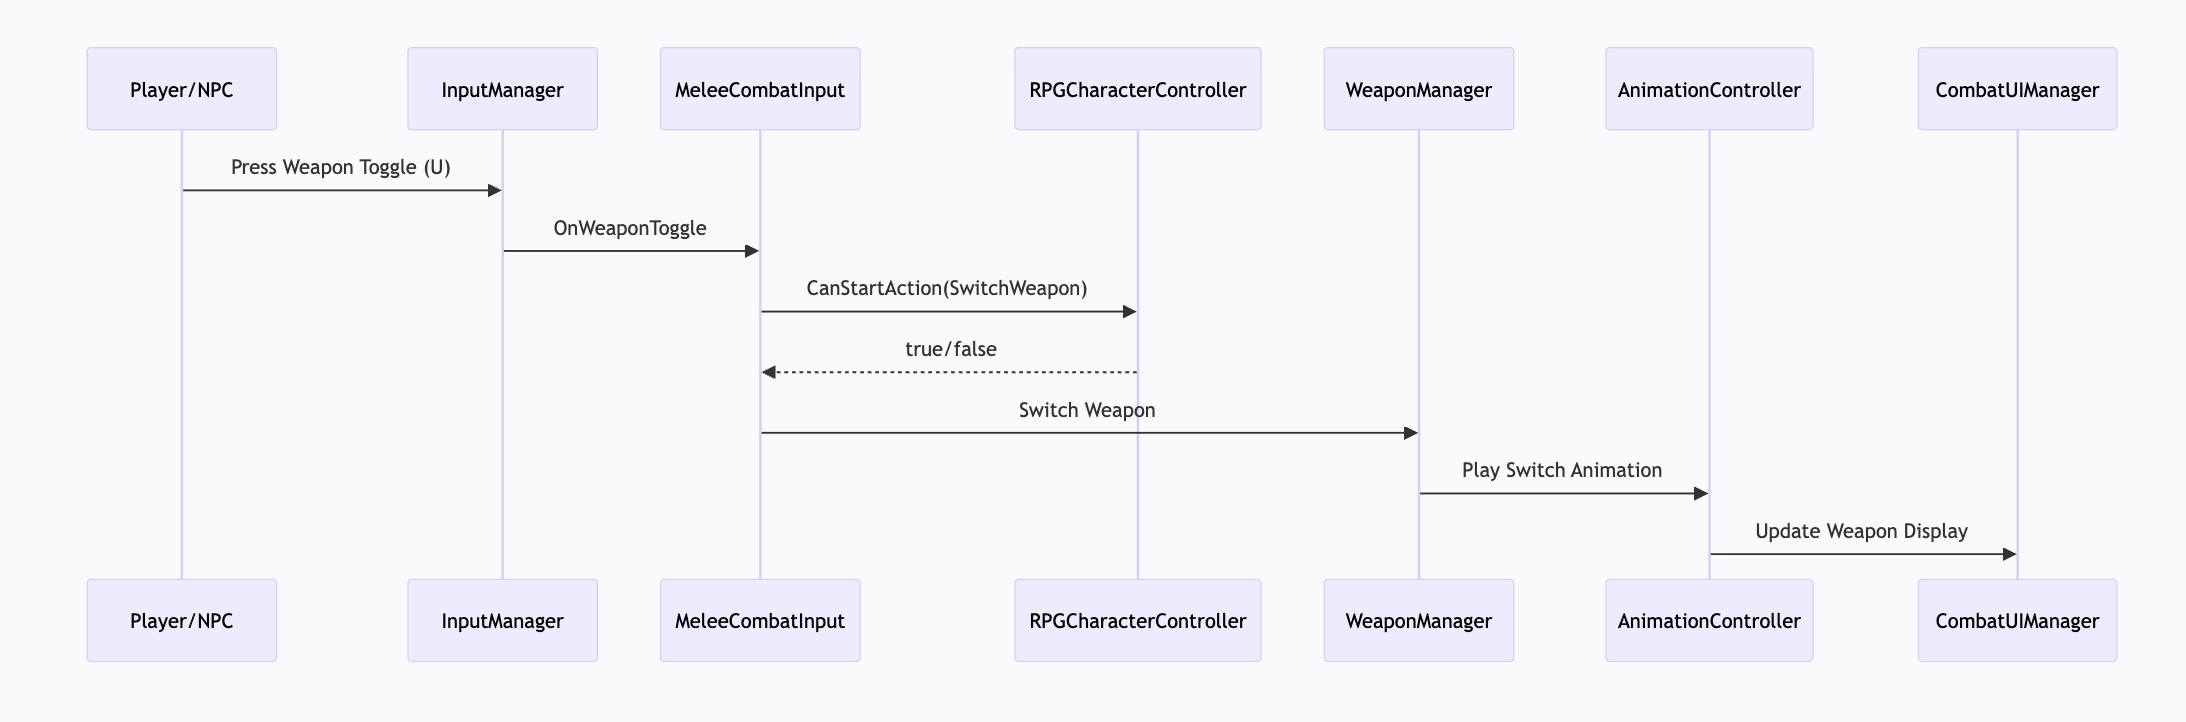 Player/NPC
InputManager
MeleeCombatInput
RPGCharacterController
WeaponManager
AnimationController
CombatUIManager
Press Weapon Toggle (U)
OnWeaponToggle
CanStartAction(SwitchWeapon)
true/false
Switch Weapon
Play Switch Animation
Update Weapon Display
Player/NPC
InputManager
MeleeCombatInput
RPGCharacterController
WeaponManager
AnimationController
CombatUIManager